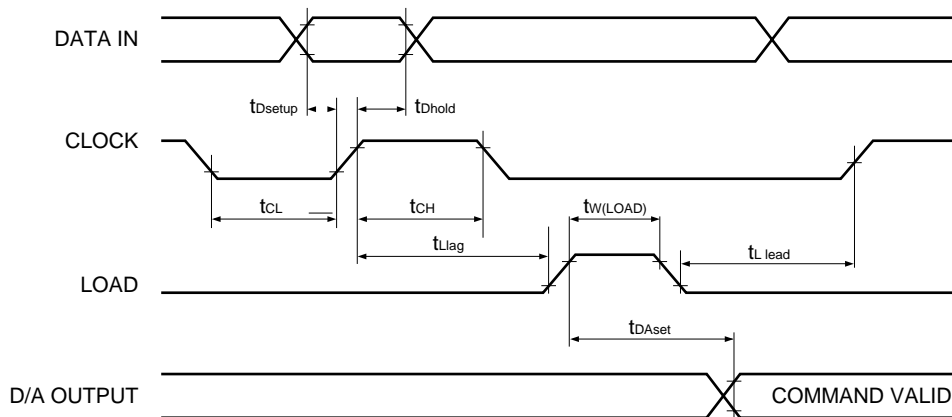 DATA IN
tDsetup
tDhold
CLOCK
tCL
tCH
tW(LOAD)
tLlag
tL lead
LOAD
tDAset
D/A OUTPUT
COMMAND VALID